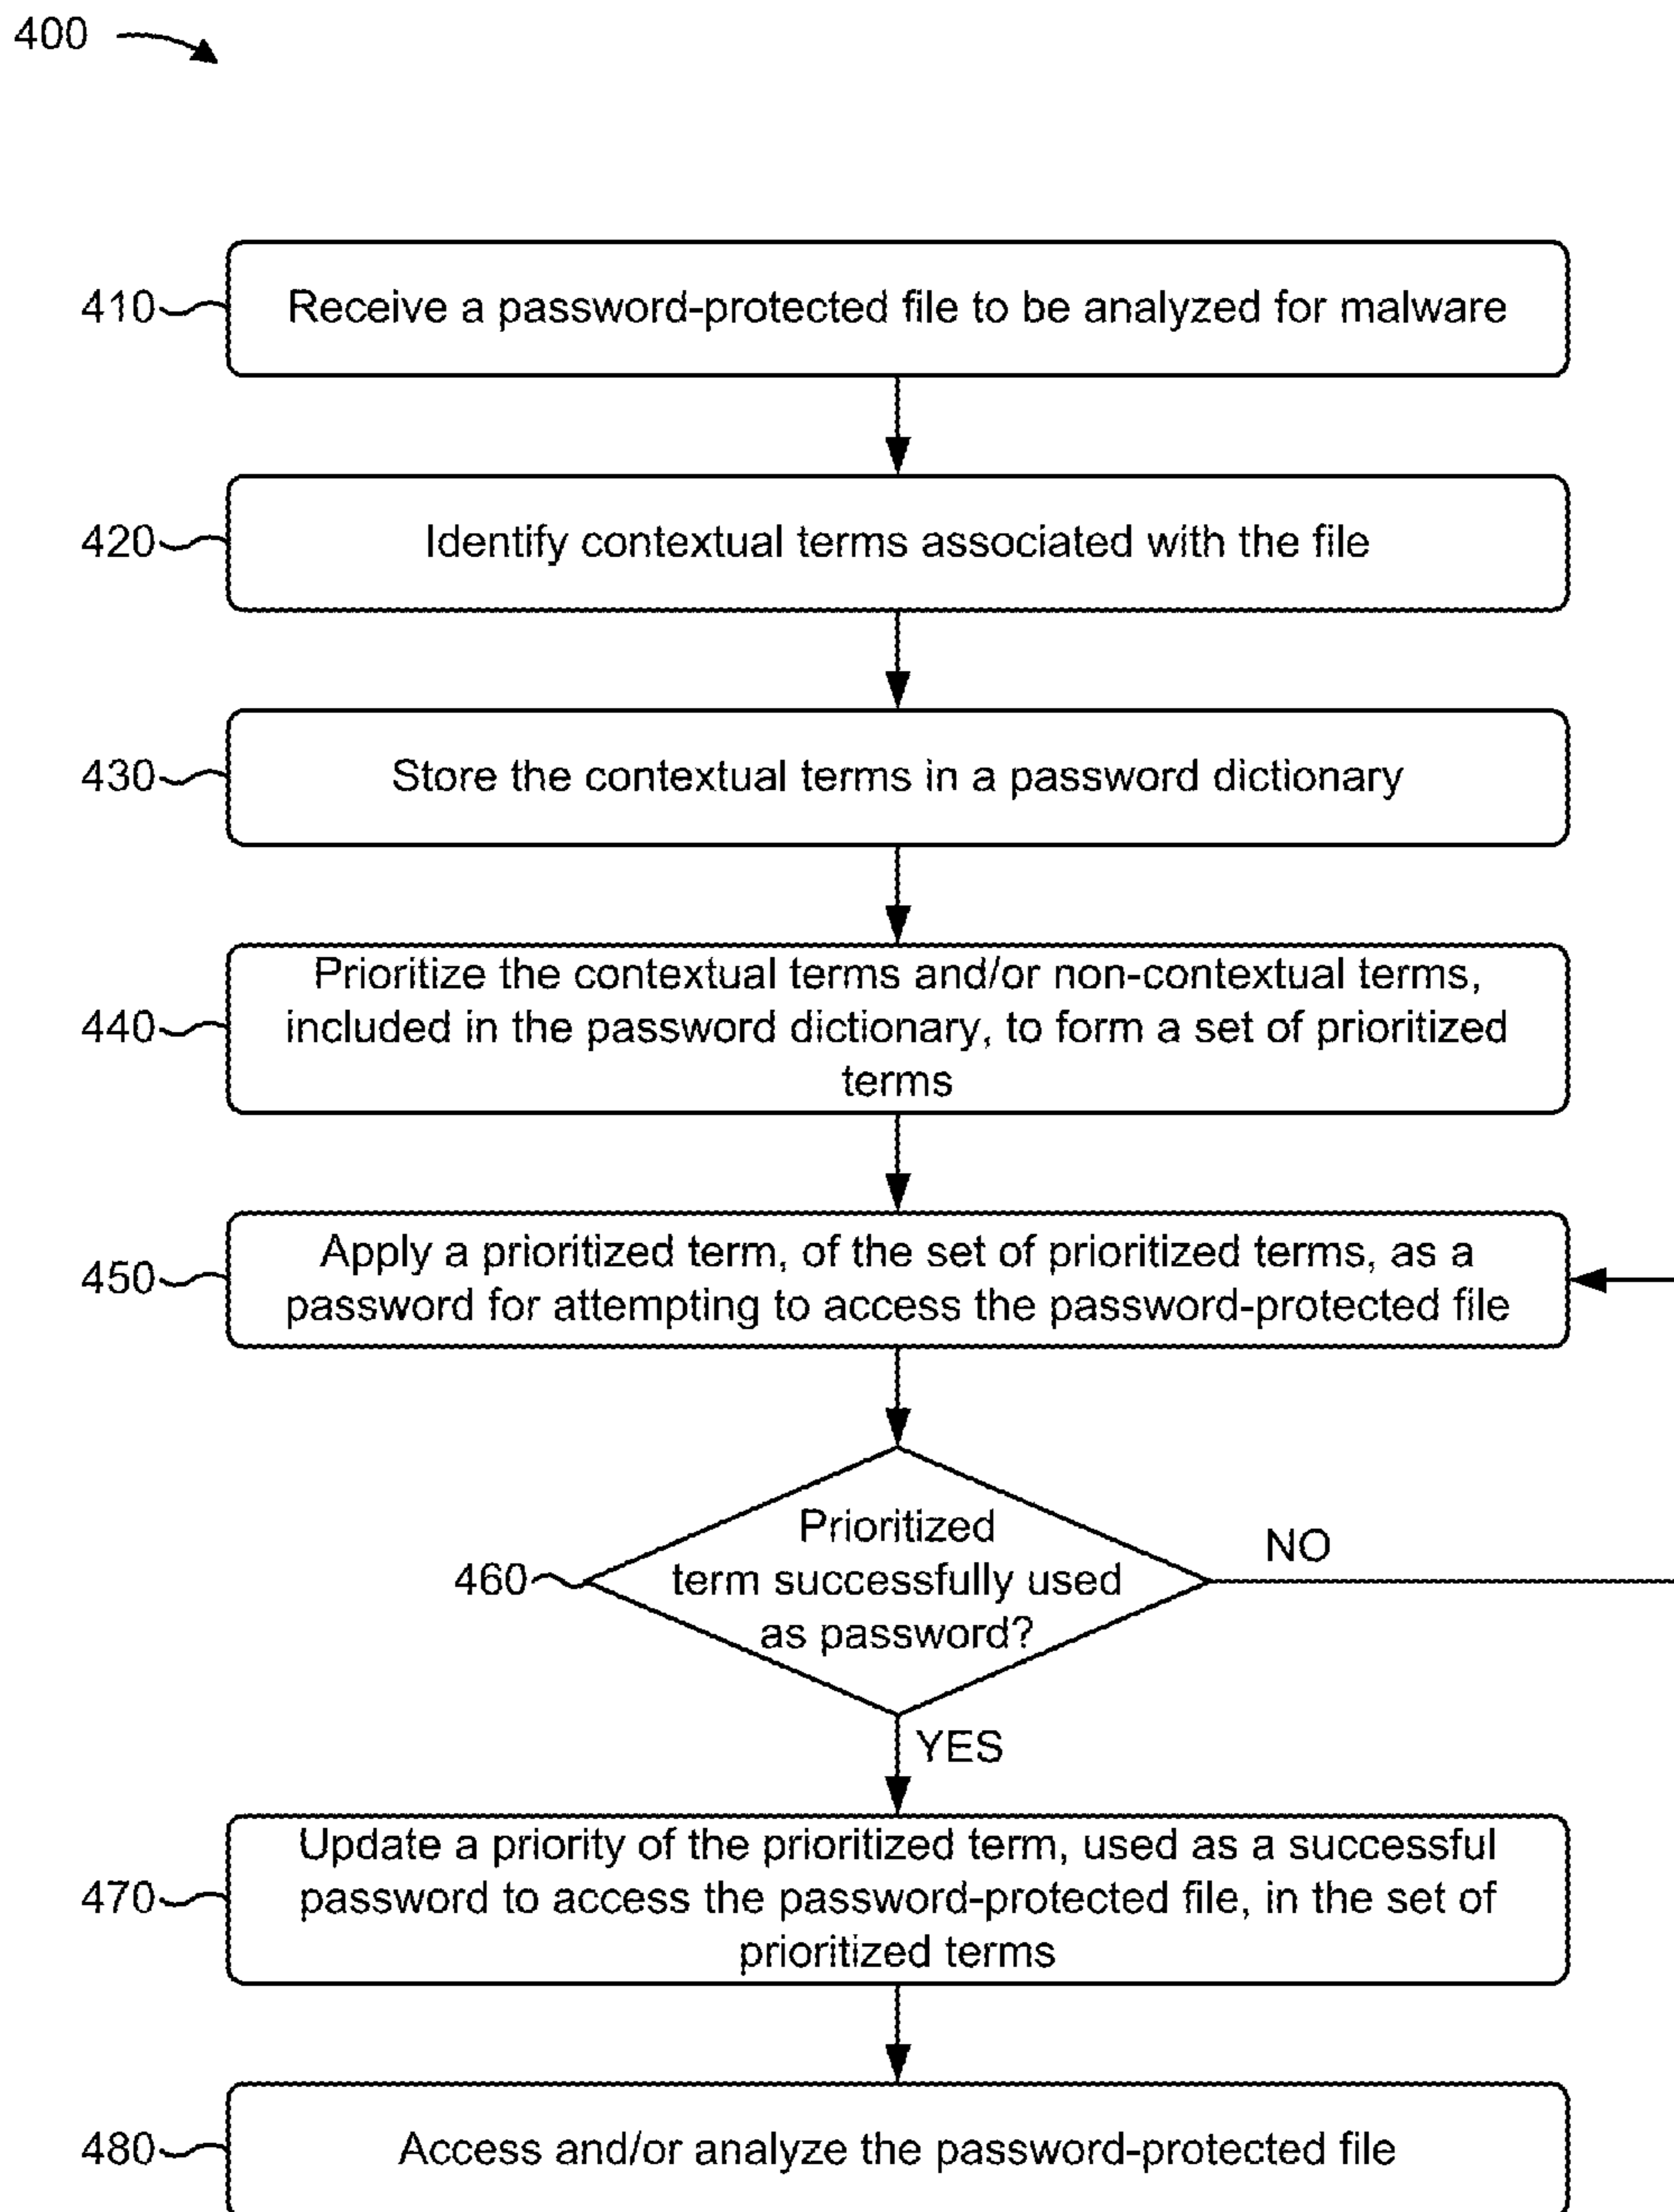 400
410
Receive a password-protected file to be analyzed for malware
420
Identify contextual terms associated with the file
430
Store the contextual terms in a password dictionary
Prioritize the contextual terms and/or non-contextual terms,
440
included in the password dictionary, to form a set of prioritized
terms
Apply a prioritized term, of the set of prioritized terms, as a
450
password for attempting to access the password-protected file
Prioritized
NO
460
term successfully used
as password?
YES
Update a priority of the prioritized term, used as a successful
470
password to access the password-protected file, in the set of
prioritized terms
480
Access and/or analyze the password-protected file